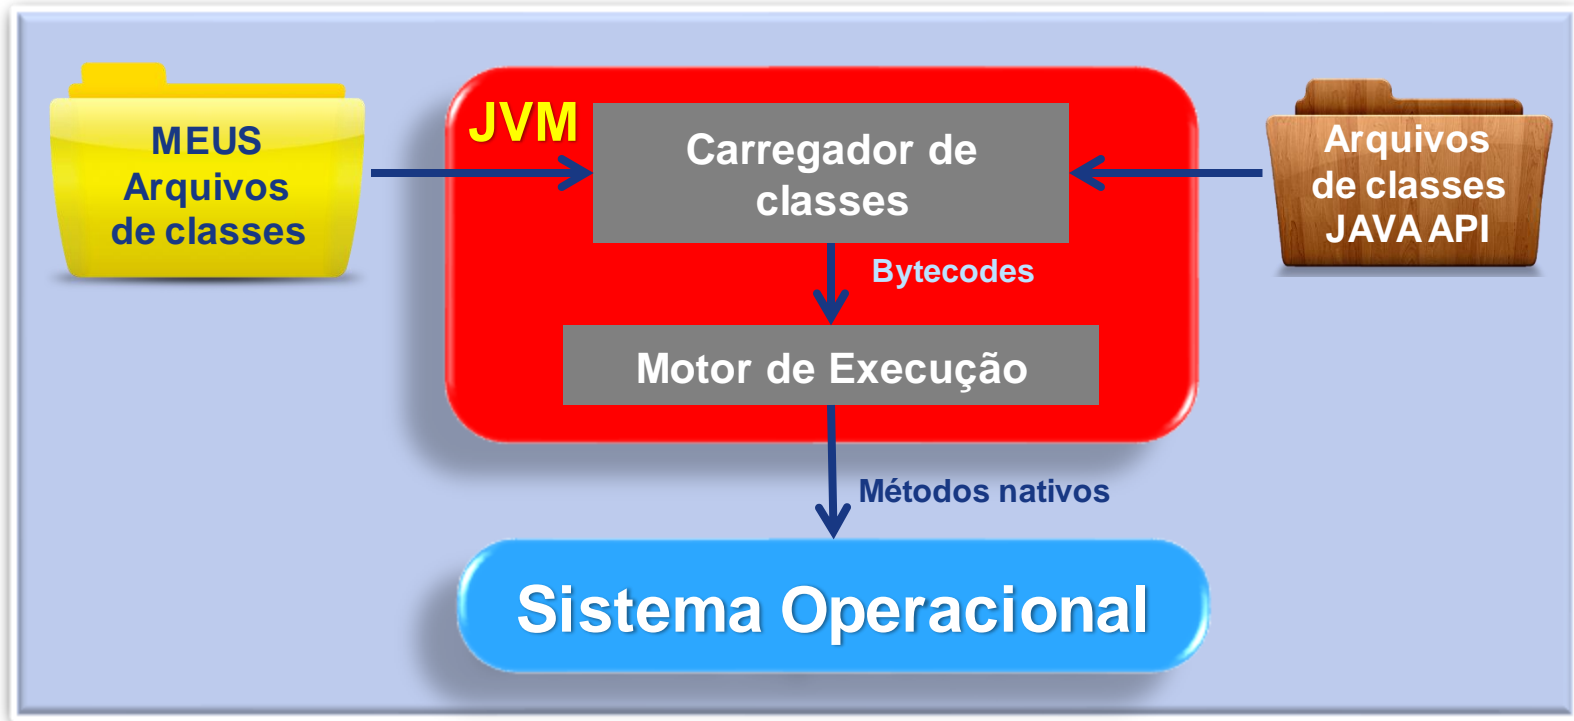 MEUS
Arquivos
de classes
JVM
Carregador de
classes
Arquivos
de classes
JAVA API
Bytecodes
Motor de Execução
Métodos nativos
Sistema Operacional